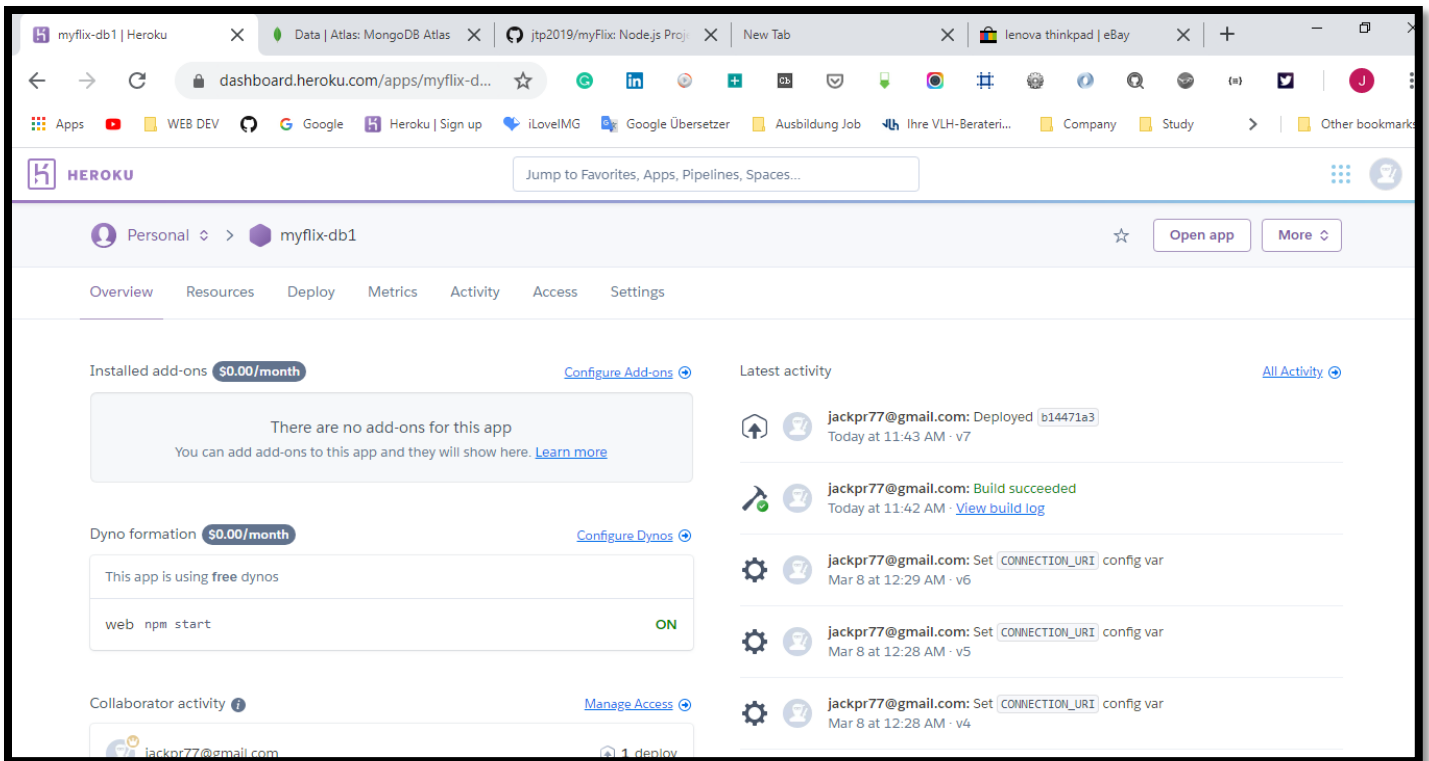 myflix-db1 | Heroku
Data | Atlas: MongoDB Atlas
jtp2019/myFlix: Node.js Proj
New Tab
lenova thinkpad | eBay
dashboard.heroku.com/apps/myflix-d...
J
Apps
WEB DEV
Google
Heroku | Sign up
iLoveIMG
Google Übersetzer
Ausbildung Job
Ihre VLH-Berateri...
Company
Study
Other bookmarks
HEROKU
Jump to Favorites, Apps, Pipelines, Spaces...
Personal > myflix-db1
Open app
More
Overview
Resources
Deploy
Metrics
Activity
Access
Settings
Installed add-ons $0.00/month
Configure Add-ons
There are no add-ons for this app
You can add add-ons to this app and they will show here. Learn more
Dyno formation $0.00/month
Configure Dynos
This app is using free dynos
web npm start
ON
Collaborator activity
Manage Access
jackpr77@gmail.com
1 deploy
Latest activity
All Activity
jackpr77@gmail.com: Deployed b14471a3
Today at 11:43 AM · v7
jackpr77@gmail.com: Build succeeded
Today at 11:42 AM · View build log
jackpr77@gmail.com: Set CONNECTION_URI config var
Mar 8 at 12:29 AM · v6
jackpr77@gmail.com: Set CONNECTION_URI config var
Mar 8 at 12:28 AM · v5
jackpr77@gmail.com: Set CONNECTION_URI config var
Mar 8 at 12:28 AM · v4